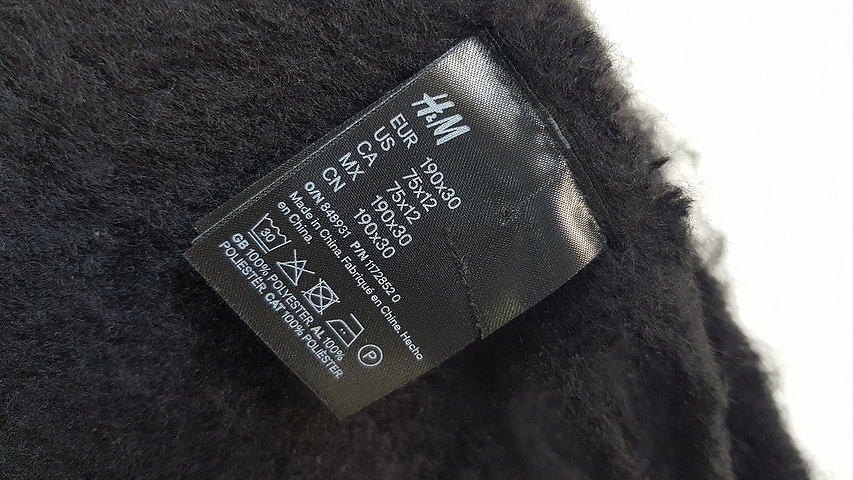 H&M
EUR 190x30
US 75x12
CA 75x12
MX 190x30
CN 190x30
O/N 848931 P/N 1172852 0
Made in China. Fabriqué en Chine. Hecho
en China.
30 P
GB 100% POLYESTER. AL 100%
POLIESTËR. CAT 100% POLIÈSTER